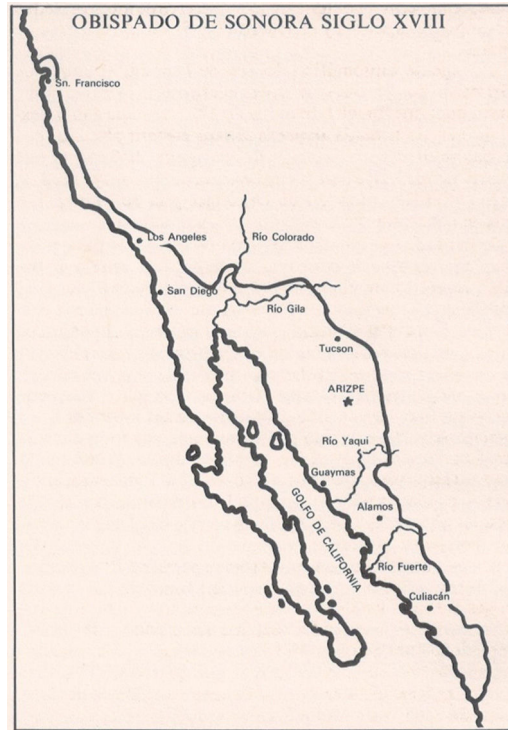 OBISPADO DE SONORA SIGLO XVIII
Sn. Francisco
Los Angeles
Río Colorado
San Diego
Río Gila
Tucson
ARIZPE
Río Yaqui
Guaymas
GOLFO DE CALIFORNIA
Alamos
Río Fuerte
Culiacán